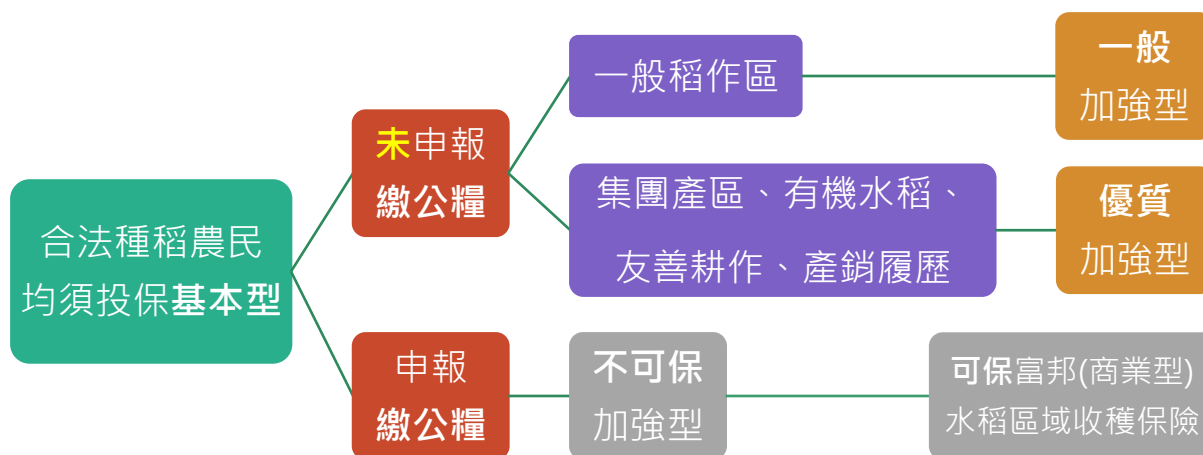 合法種稻農民
均須投保基本型
未申報
繳公糧
一般稻作區
一般
加強型
集團產區、有機水稻、
友善耕作、產銷履歷
優質
加強型
申報
繳公糧
不可保
加強型
可保富邦(商業型)
水稻區域收穫保險